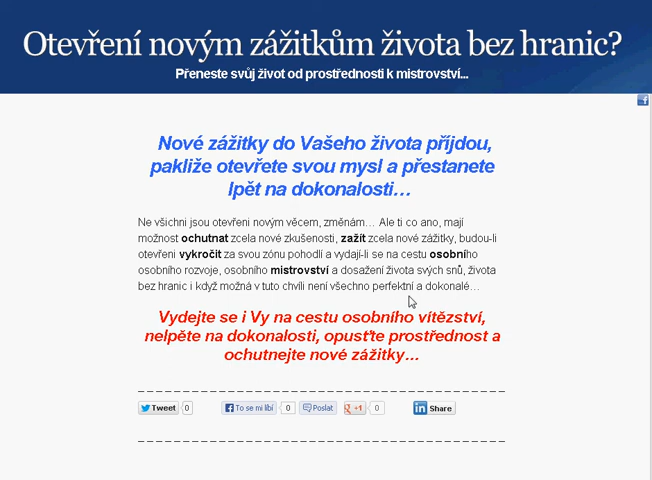 Otevření novým zážitkům života bez hranic?
Přeneste svůj život od prostřednosti k mistrovství...
Nové zážitky do Vašeho života příjdou,
pakliže otevřete svou mysl a přestanete
lpět na dokonalosti…
Ne všichni jsou otevřeni novým věcem, změnám… Ale ti co ano, mají
možnost ochutnat zcela nové zkušenosti, zažít zcela nové zážitky, budou-li
otevřeni vykročit za svou zónu pohodlí a vydají-li se na cestu osobního
osobního rozvoje, osobního mistrovství a dosažení života svých snů, života
bez hranic i když možná v tuto chvíli není všechno perfektní a dokonalé…
Vydejte se i Vy na cestu osobního vítězství,
nelpěte na dokonalosti, opusťte prostřednost a
ochutnejte nové zážitky…
Tweet 0 To se mi líbí 0 Poslat +1 0 Share